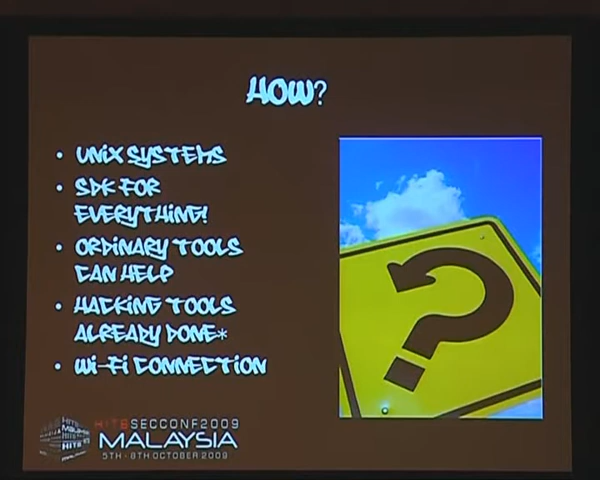 HOW?
• UNIX SYSTEMS
• SDK FOR
EVERYTHING!
• ORDINARY TOOLS
CAN HELP
• HACKING TOOLS
ALREADY DONE*
• WI-FI CONNECTION
HITBSECCONF2009
MALAYSIA
5TH - 8TH OCTOBER 2009